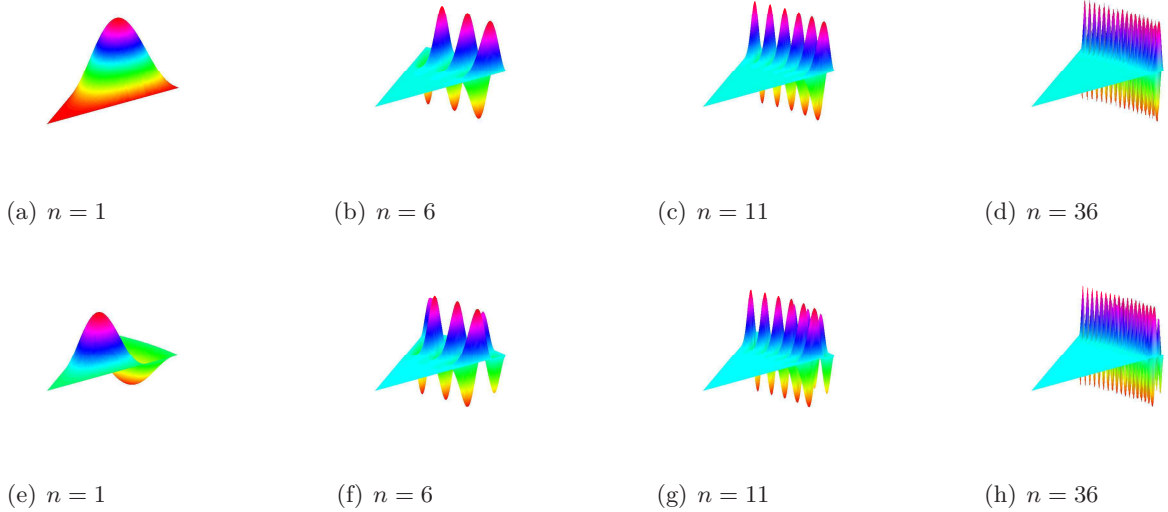 (a) n = 1
(b) n = 6
(c) n = 11
(d) n = 36
(e) n = 1
(f) n = 6
(g) n = 11
(h) n = 36